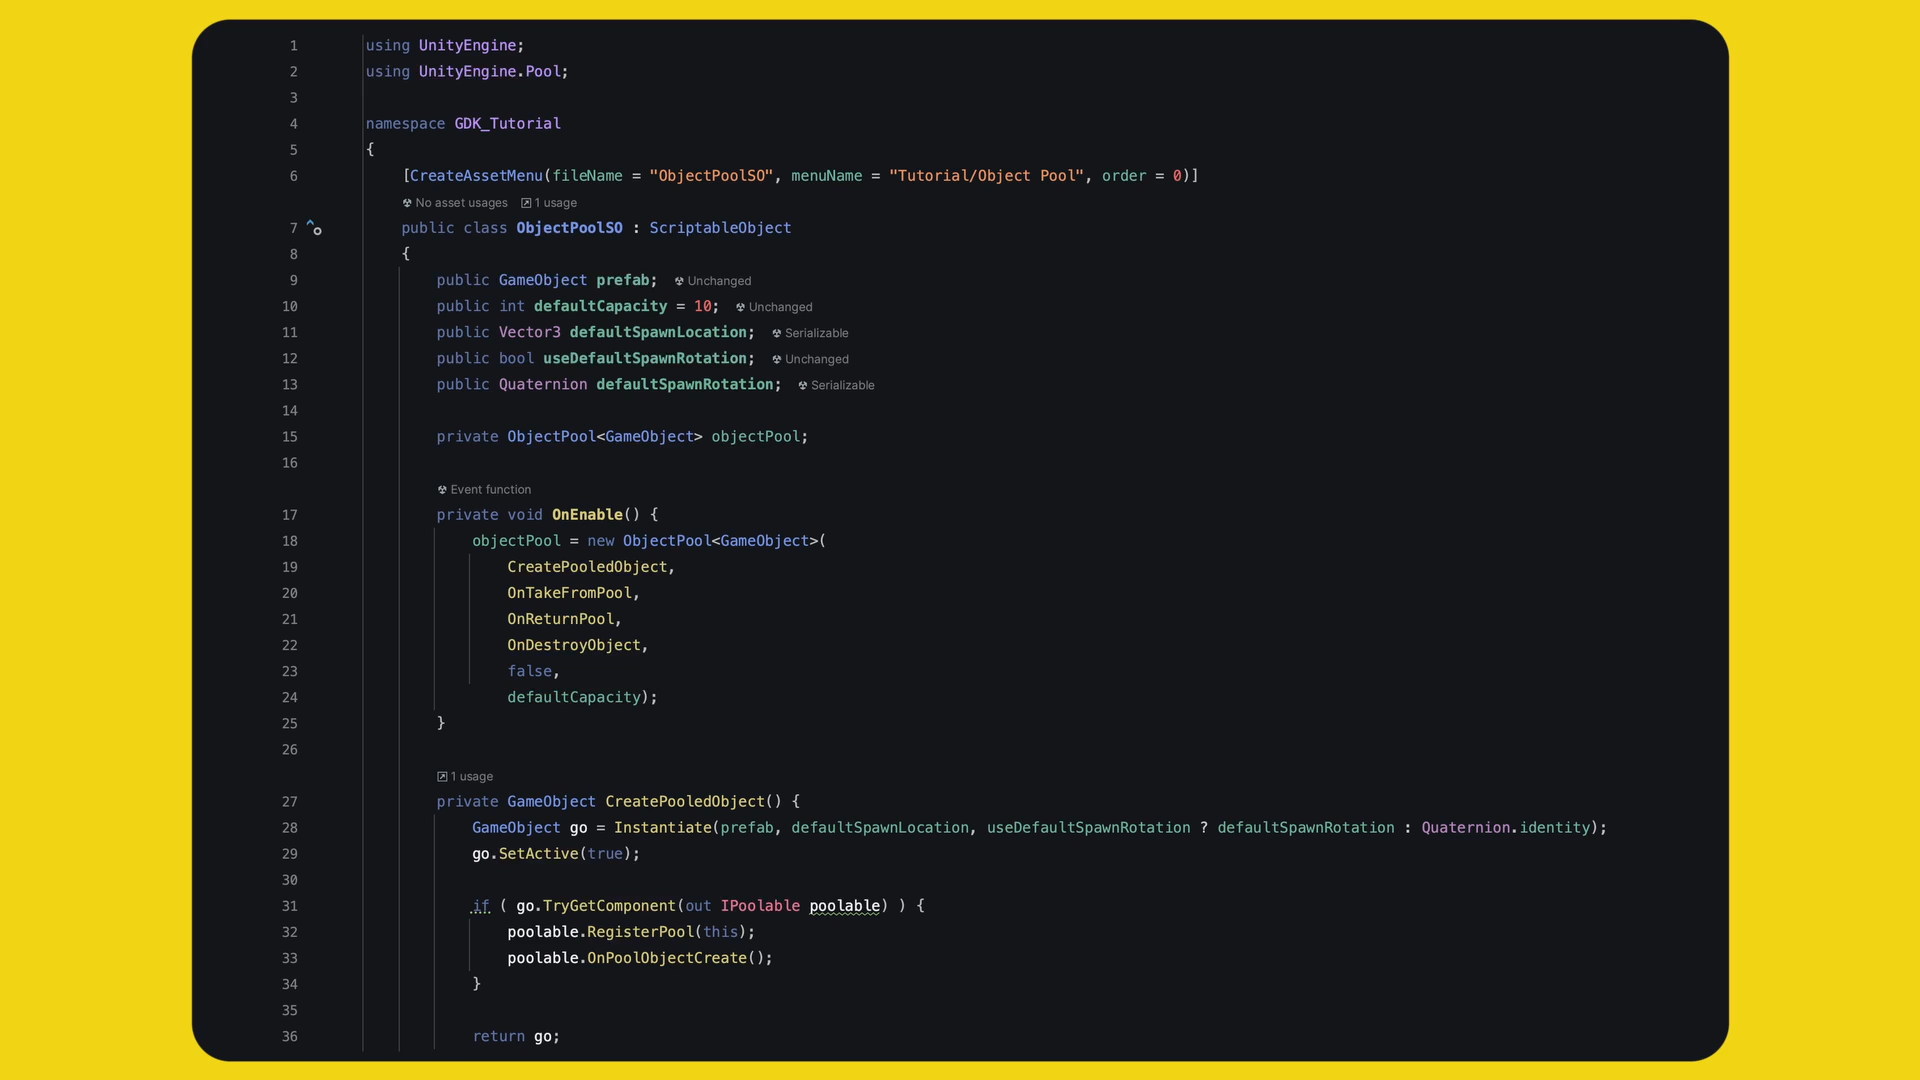 1 using UnityEngine;
2 using UnityEngine.Pool;
3
4 namespace GDK_Tutorial
5 {
6 [CreateAssetMenu(fileName = "ObjectPoolSO", menuName = "Tutorial/Object Pool", order = 0)]
No asset usages 1 usage
7 public class ObjectPoolSO : ScriptableObject
8 {
9 public GameObject prefab; Unchanged
10 public int defaultCapacity = 10; Unchanged
11 public Vector3 defaultSpawnLocation; Serializable
12 public bool useDefaultSpawnRotation; Unchanged
13 public Quaternion defaultSpawnRotation; Serializable
14
15 private ObjectPool<GameObject> objectPool;
16
Event function
17 private void OnEnable() {
18 objectPool = new ObjectPool<GameObject>(
19 CreatePooledObject,
20 OnTakeFromPool,
21 OnReturnPool,
22 OnDestroyObject,
23 false,
24 defaultCapacity);
25 }
26
1 usage
27 private GameObject CreatePooledObject() {
28 GameObject go = Instantiate(prefab, defaultSpawnLocation, useDefaultSpawnRotation ? defaultSpawnRotation : Quaternion.identity);
29 go.SetActive(true);
30
31 if ( go.TryGetComponent(out IPoolable poolable) ) {
32 poolable.RegisterPool(this);
33 poolable.OnPoolObjectCreate();
34 }
35
36 return go;